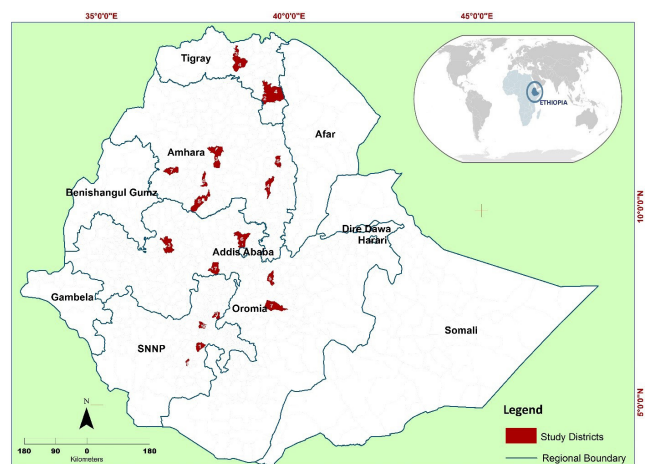 35°0'0"E 40°0'0"E 45°0'0"E
Tigray
ETHIOPIA
Afar
Amhara
Benishangul Gumz
10°0'0"N
Dire Dawa
Harari
Addis Ababa
Gambela
Oromia
Somali
SNNP
5°0'0"N
N
Legend
Study Districts
Regional Boundary
180 90 0 180
Kilometers